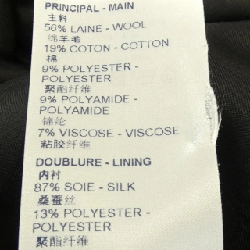 PRINCIPAL - MAIN
主料
56% LAINE - WOOL
绵羊毛
19% COTON - COTTON
棉
9% POLYESTER -
POLYESTER
聚酯纤维
9% POLYAMIDE -
POLYAMIDE
锦纶
7% VISCOSE - VISCOSE
粘胶纤维
DOUBLURE - LINING
内衬
87% SOIE - SILK
桑蚕丝
13% POLYESTER -
POLYESTER
聚酯纤维